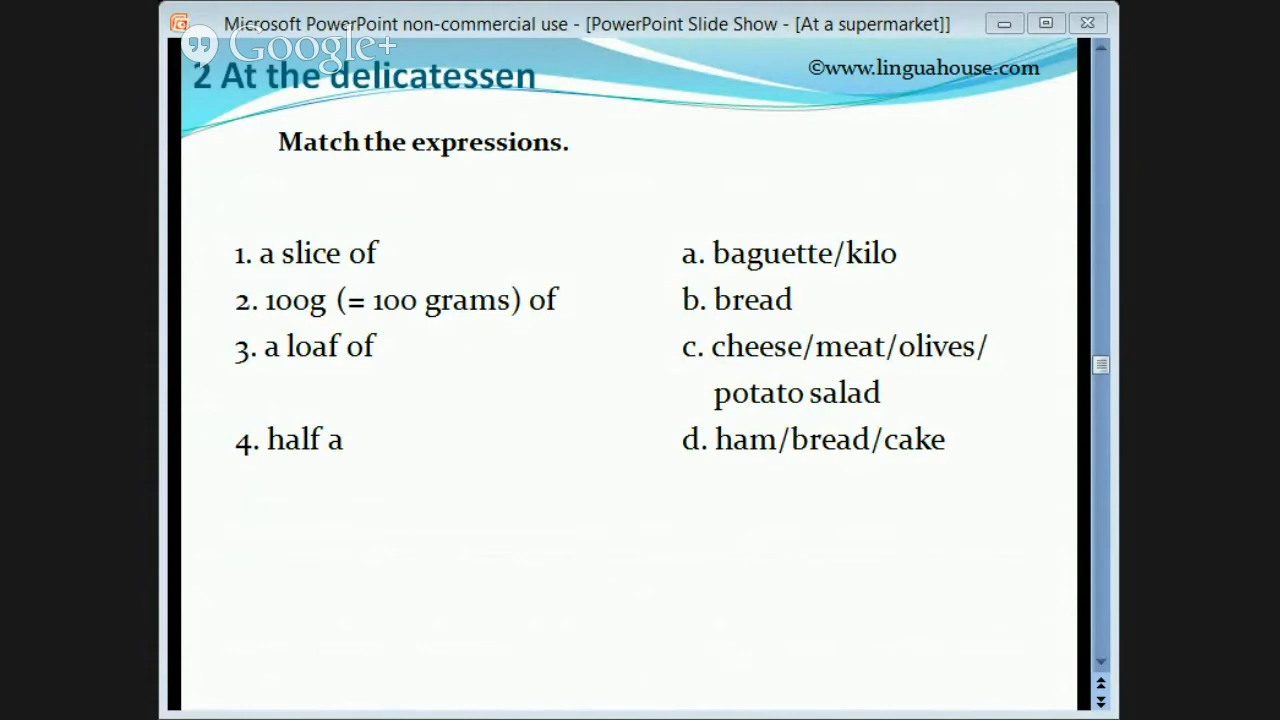 Microsoft PowerPoint non-commercial use - [PowerPoint Slide Show - [At a supermarket]]
Google+
2 At the delicatessen
©www.linguahouse.com
Match the expressions.
1. a slice of
a. baguette/kilo
2. 100g (= 100 grams) of
b. bread
3. a loaf of
c. cheese/meat/olives/
potato salad
4. half a
d. ham/bread/cake